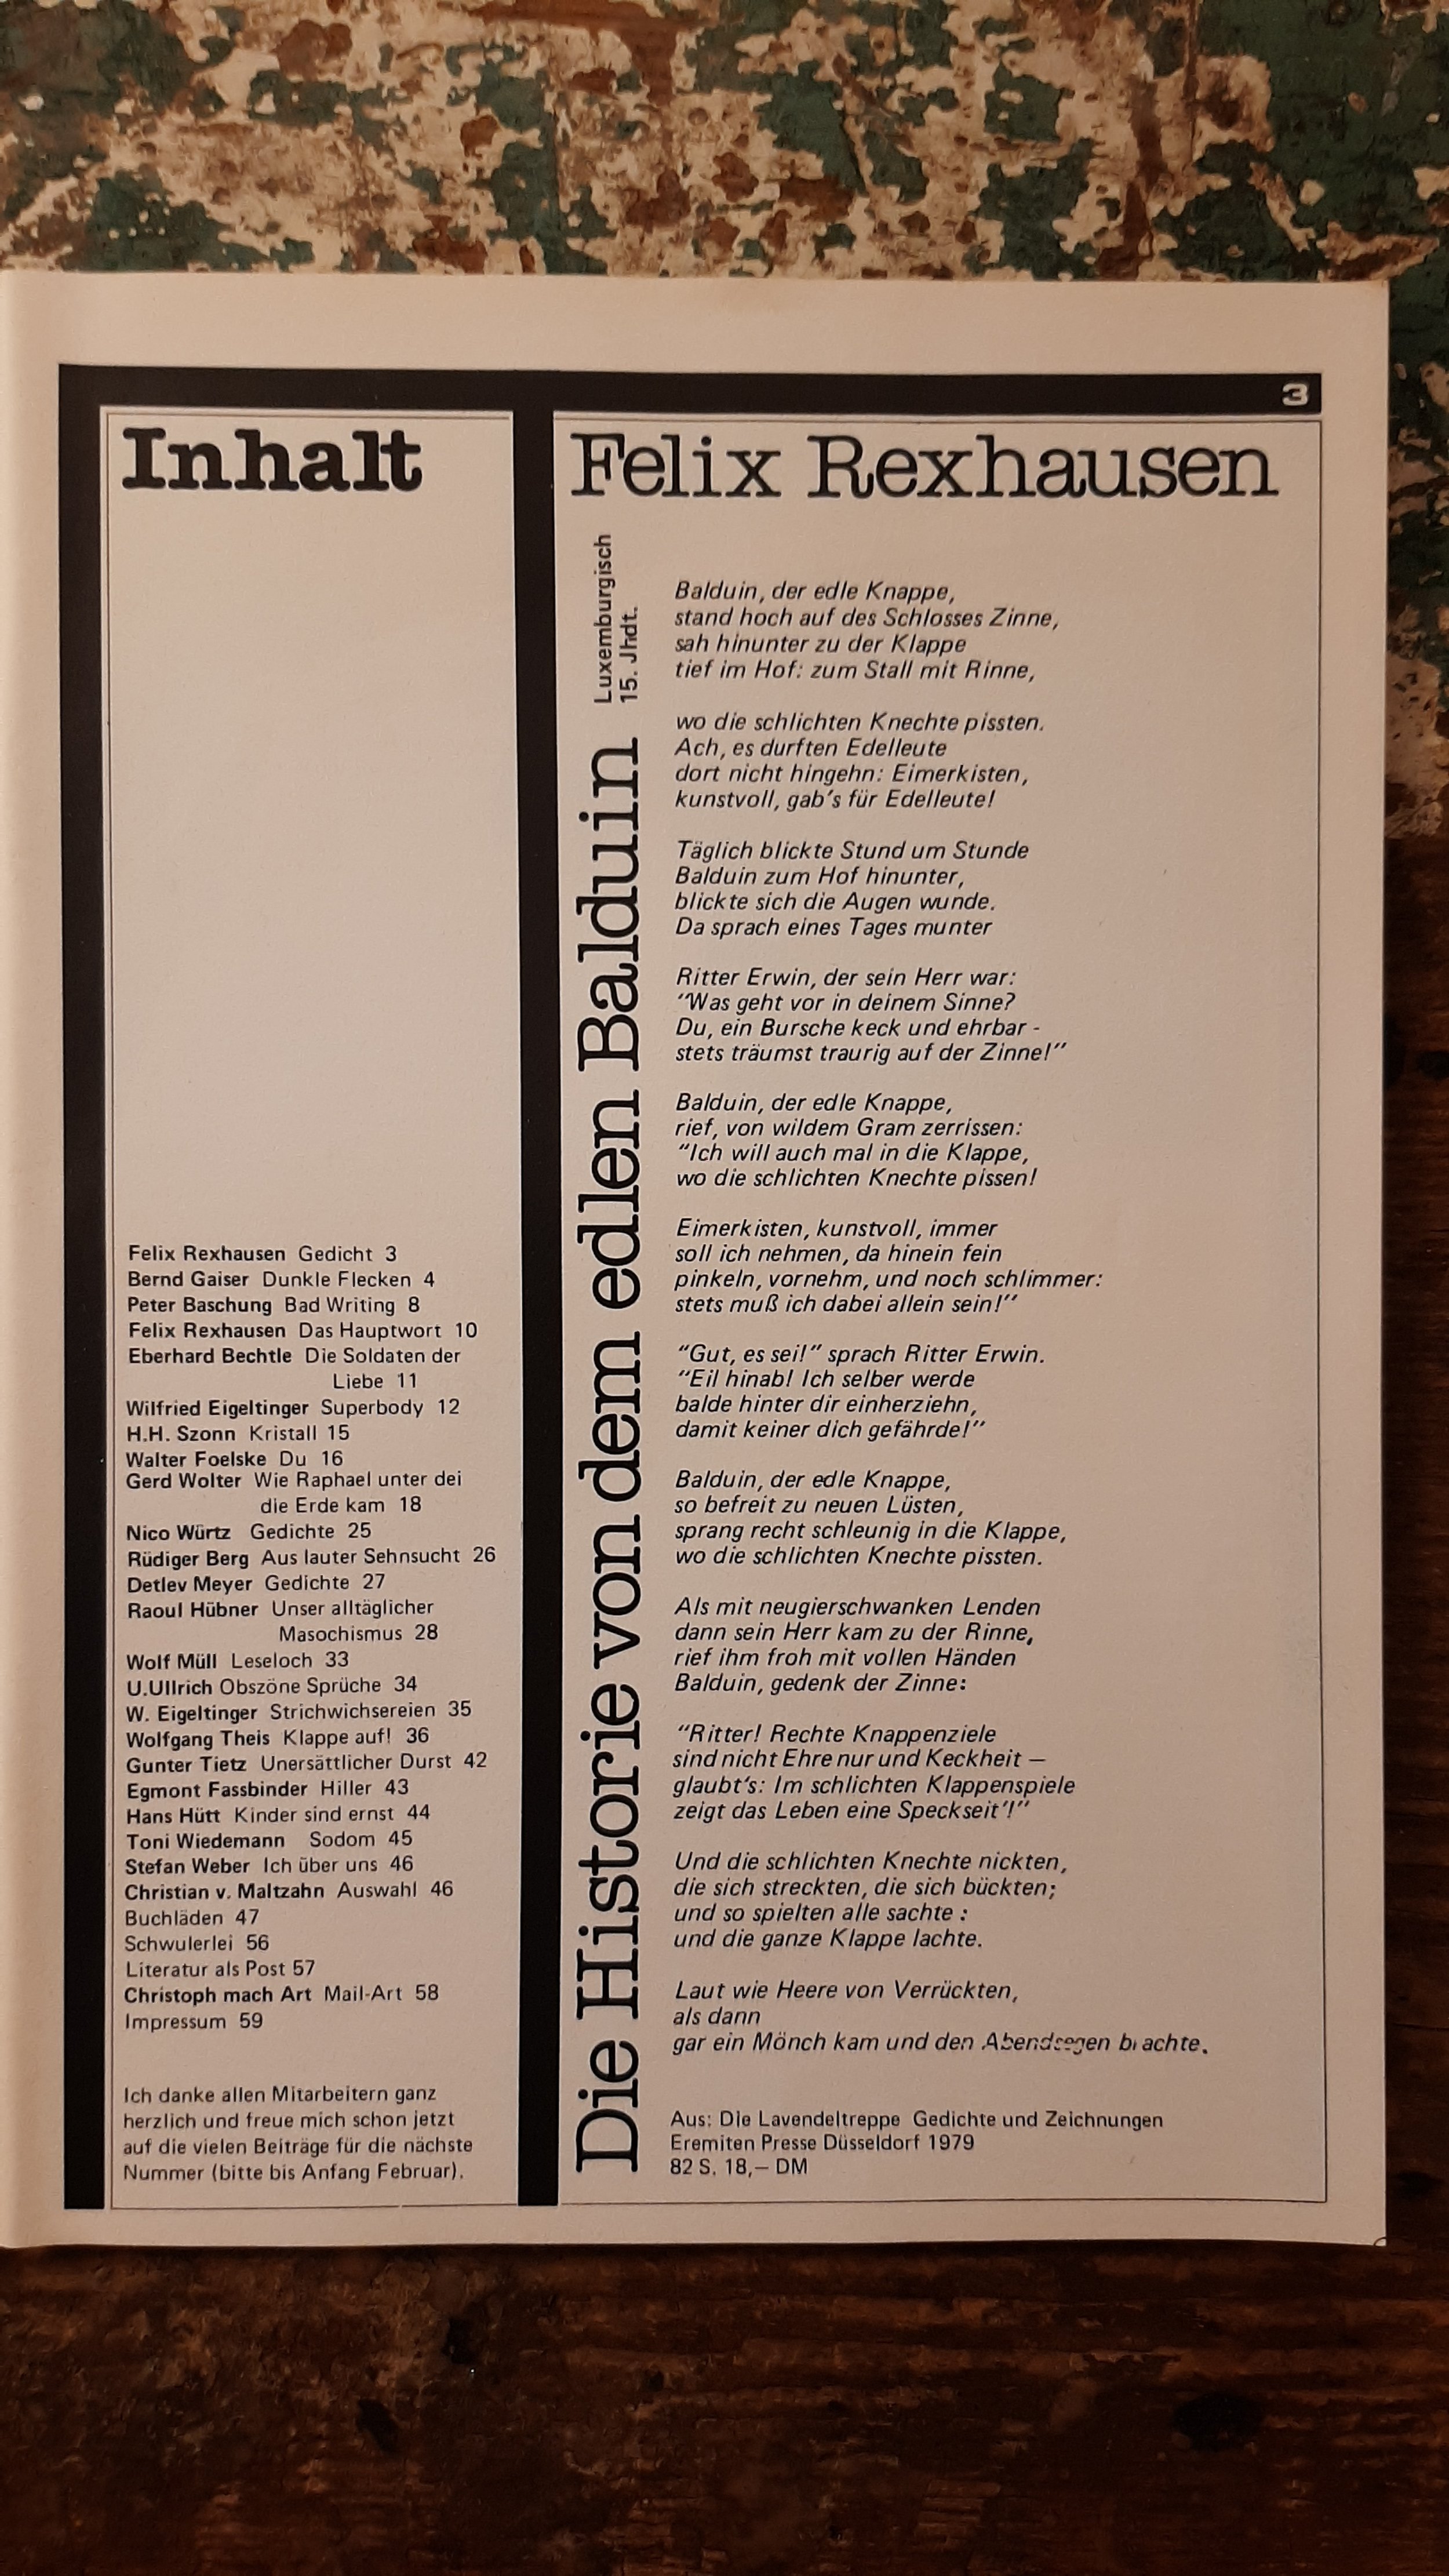 3
Inhalt
Felix Rexhausen Gedicht 3
Bernd Gaiser Dunkle Flecken 4
Peter Baschung Bad Writing 8
Felix Rexhausen Das Hauptwort 10
Eberhard Bechtle Die Soldaten der
Liebe 11
Wilfried Eigeltinger Superbody 12
H.H. Szonn Kristall 15
Walter Foelske Du 16
Gerd Wolter Wie Raphael unter dei
die Erde kam 18
Nico Würtz Gedichte 25
Rüdiger Berg Aus lauter Sehnsucht 26
Detlev Meyer Gedichte 27
Raoul Hübner Unser alltäglicher
Masochismus 28
Wolf Müll Leseloch 33
U.Ullrich Obszöne Sprüche 34
W. Eigeltinger Strichwichsereien 35
Wolfgang Theis Klappe auf! 36
Gunter Tietz Unersättlicher Durst 42
Egmont Fassbinder Hiller 43
Hans Hütt Kinder sind ernst 44
Toni Wiedemann Sodom 45
Stefan Weber Ich über uns 46
Christian v. Maltzahn Auswahl 46
Buchläden 47
Schwulerlei 56
Literatur als Post 57
Christoph mach Art Mail-Art 58
Impressum 59
Ich danke allen Mitarbeitern ganz
herzlich und freue mich schon jetzt
auf die vielen Beiträge für die nächste
Nummer (bitte bis Anfang Februar).
Felix Rexhausen
Die Historie von dem edlen Balduin
Luxemburgisch
15. Jhdt.
Balduin, der edle Knappe,
stand hoch auf des Schlosses Zinne,
sah hinunter zu der Klappe
tief im Hof: zum Stall mit Rinne,
wo die schlichten Knechte pissten.
Ach, es durften Edelleute
dort nicht hingehn: Eimerkisten,
kunstvoll, gab's für Edelleute!
Täglich blickte Stund um Stunde
Balduin zum Hof hinunter,
blickte sich die Augen wunde.
Da sprach eines Tages munter
Ritter Erwin, der sein Herr war:
"Was geht vor in deinem Sinne?
Du, ein Bursche keck und ehrbar -
stets träumst traurig auf der Zinne!"
Balduin, der edle Knappe,
rief, von wildem Gram zerrissen:
"Ich will auch mal in die Klappe,
wo die schlichten Knechte pissen!
Eimerkisten, kunstvoll, immer
soll ich nehmen, da hinein fein
pinkeln, vornehm, und noch schlimmer:
stets muß ich dabei allein sein!"
"Gut, es sei!" sprach Ritter Erwin.
"Eil hinab! Ich selber werde
balde hinter dir einherziehn,
damit keiner dich gefährde!"
Balduin, der edle Knappe,
so befreit zu neuen Lüsten,
sprang recht schleunig in die Klappe,
wo die schlichten Knechte pissten.
Als mit neugierschwanken Lenden
dann sein Herr kam zu der Rinne,
rief ihm froh mit vollen Händen
Balduin, gedenk der Zinne:
"Ritter! Rechte Knappenziele
sind nicht Ehre nur und Keckheit —
glaubt's: Im schlichten Klappenspiele
zeigt das Leben eine Speckseit'!"
Und die schlichten Knechte nickten,
die sich streckten, die sich bückten;
und so spielten alle sachte :
und die ganze Klappe lachte.
Laut wie Heere von Verrückten,
als dann
gar ein Mönch kam und den Abendsegen brachte.
Aus: Die Lavendeltreppe Gedichte und Zeichnungen
Eremiten Presse Düsseldorf 1979
82 S. 18,— DM